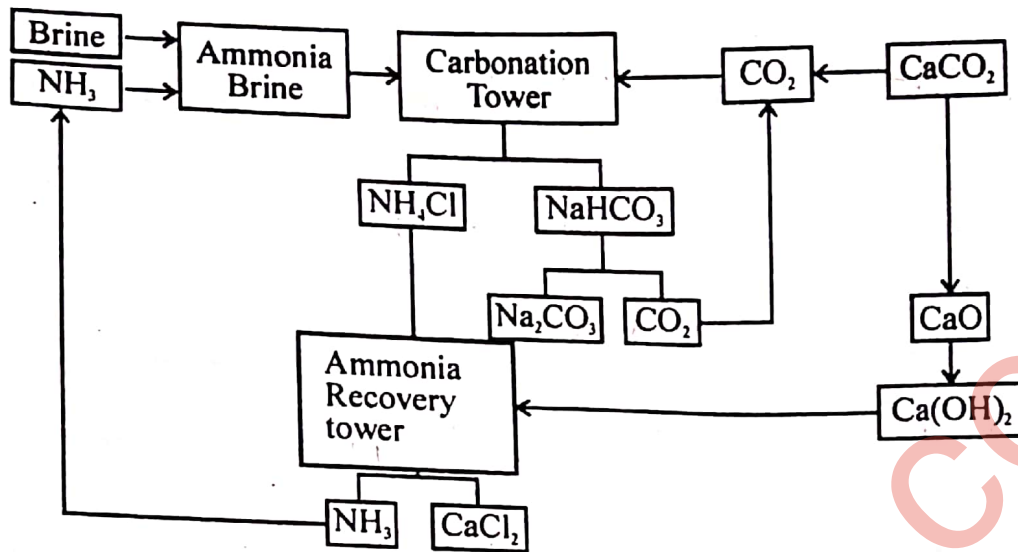 Brine
NH₃
Ammonia
Brine
Carbonation
Tower
CO₂
CaCO₂
NH₄Cl
NaHCO₃
Na₂CO₃
CO₂
CaO
Ammonia
Recovery
tower
Ca(OH)₂
NH₃
CaCl₂